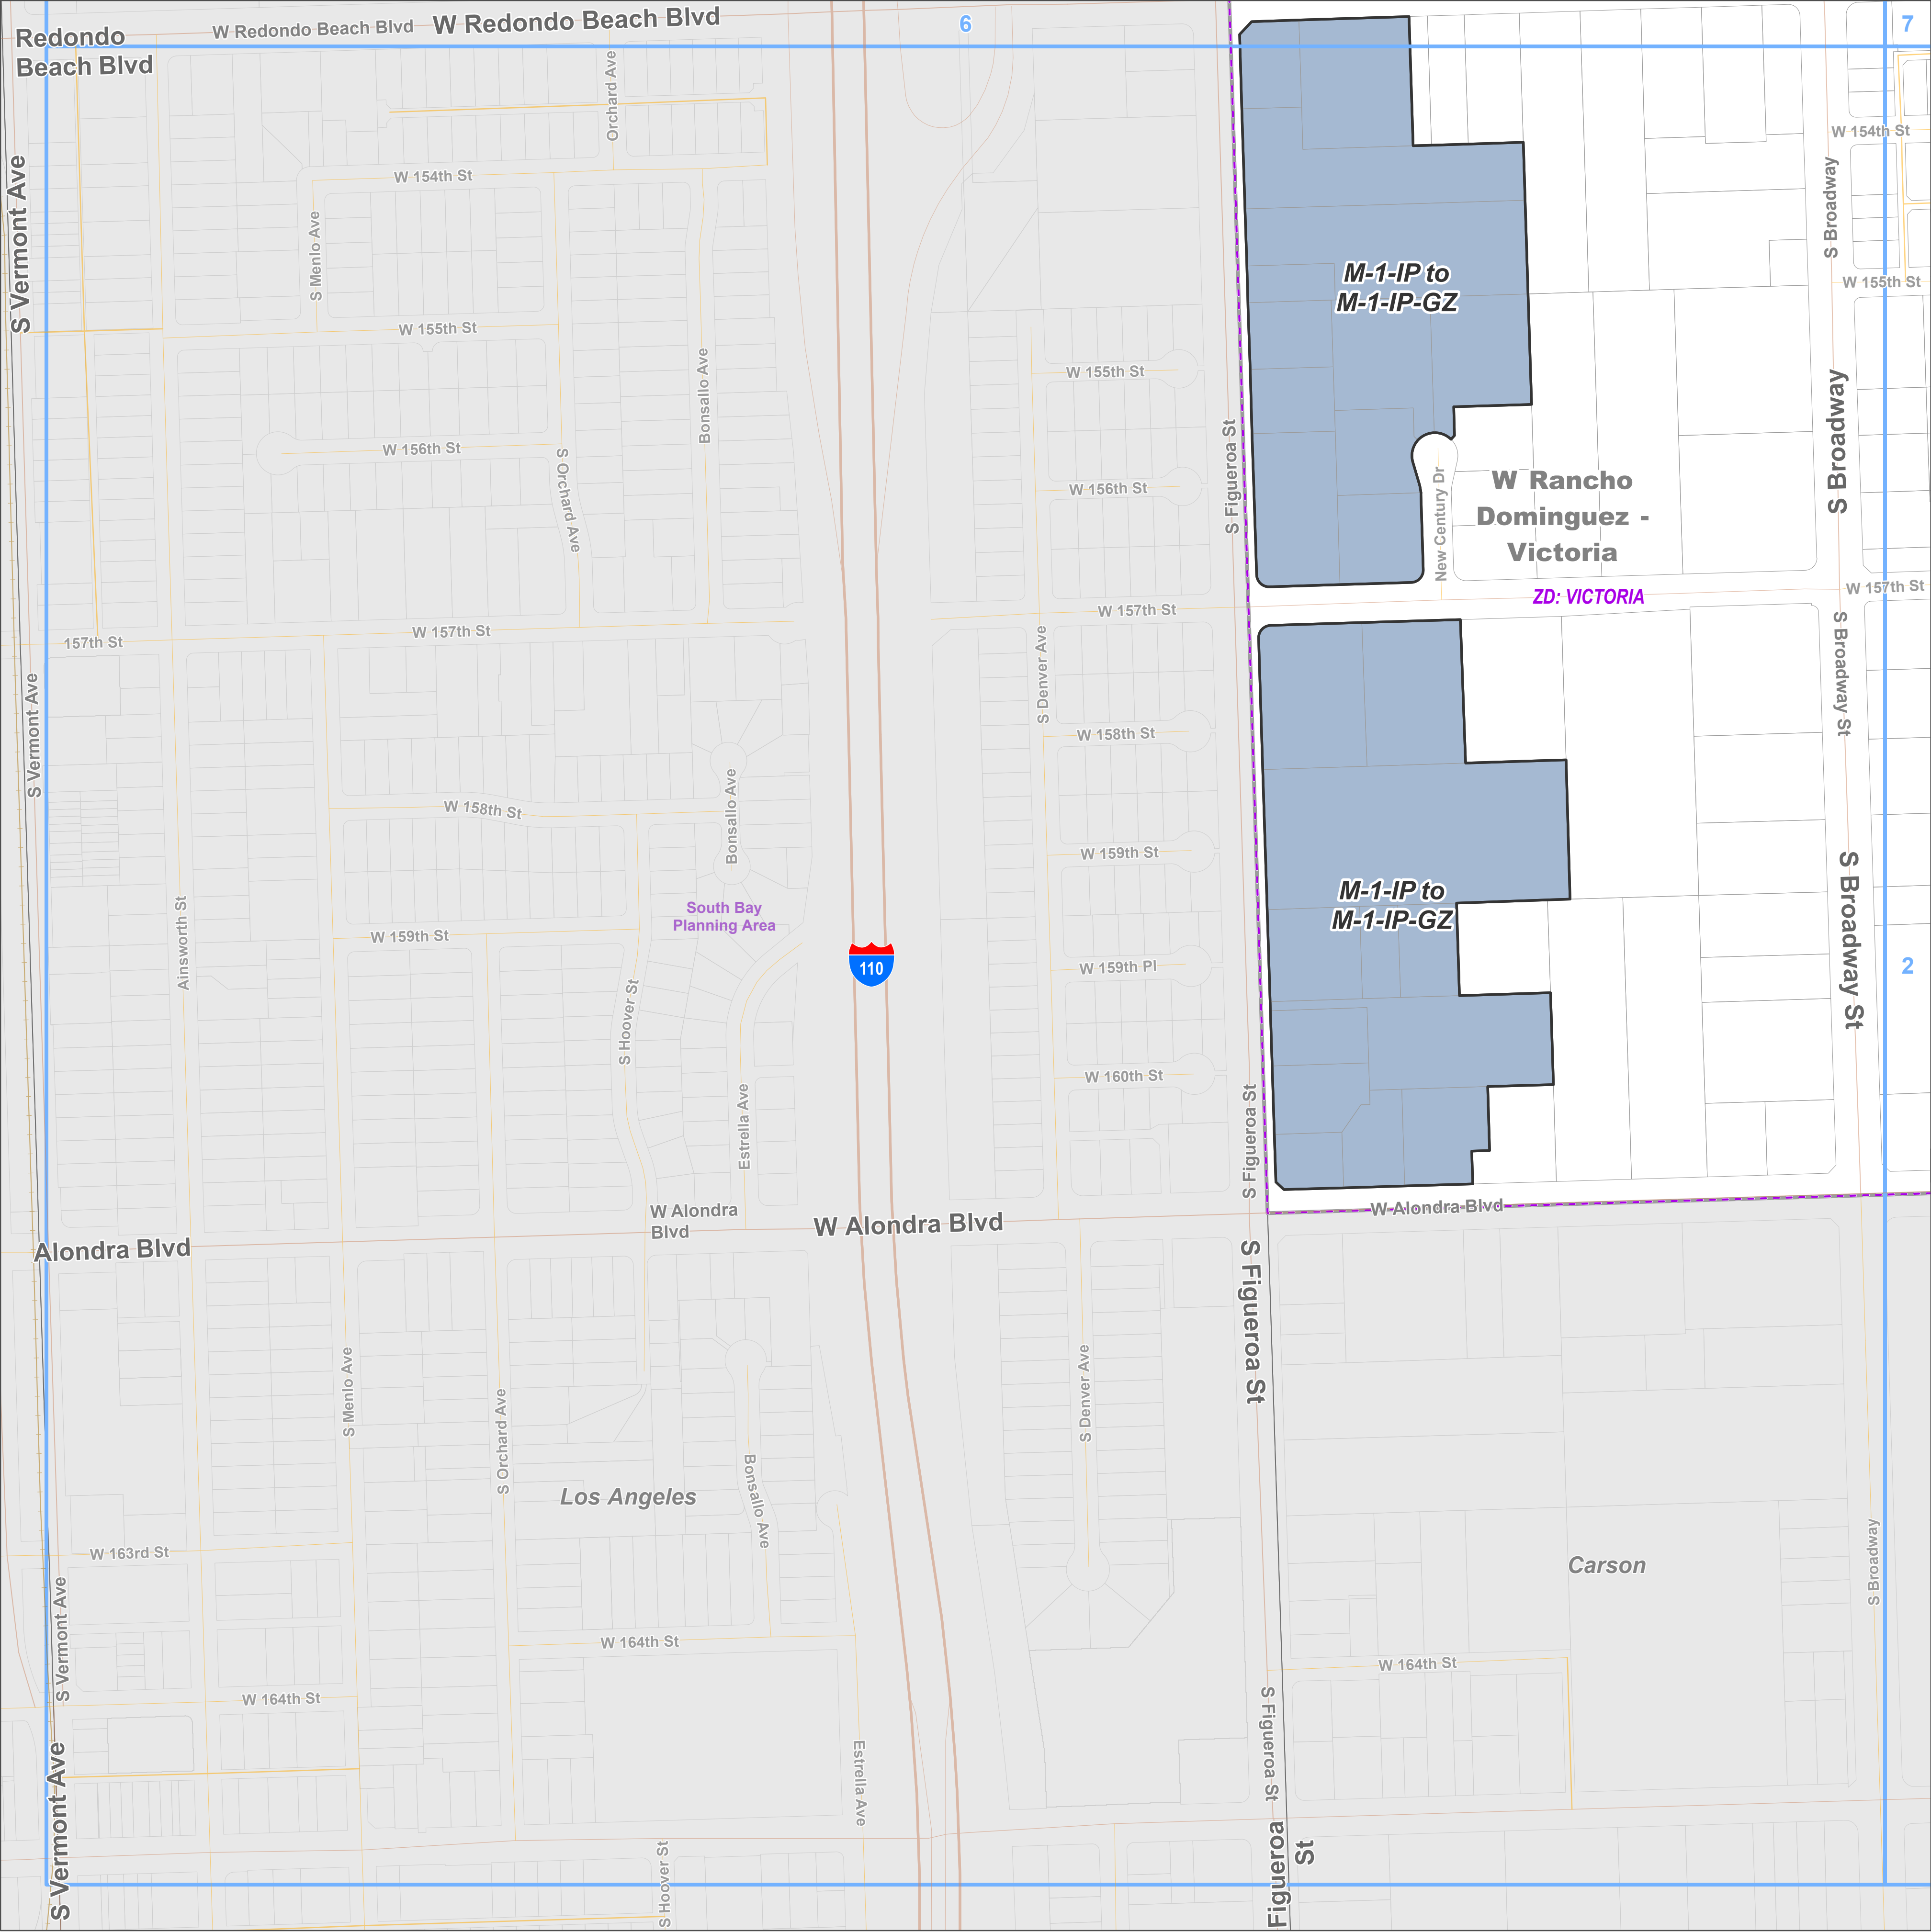 Redondo
Beach Blvd
W Redondo Beach Blvd
W Redondo Beach Blvd
6
7
Orchard Ave
W 154th St
S Vermont Ave
W 154th St
S Broadway
S Menlo Ave
M-1-IP to
M-1-IP-GZ
W 155th St
W 155th St
W 155th St
Bonsallo Ave
S Broadway
W 156th St
S Orchard Ave
W 156th St
S Figueroa St
New Century Dr
W Rancho
Dominguez -
Victoria
157th St
W 157th St
W 157th St
ZD: VICTORIA
W 157th St
S Vermont Ave
S Denver Ave
S Broadway St
W 158th St
W 158th St
Bonsallo Ave
W 159th St
S Broadway St
Ainsworth St
W 159th St
South Bay
Planning Area
M-1-IP to
M-1-IP-GZ
110
W 159th Pl
2
S Hoover St
W 160th St
Estrella Ave
S Figueroa St
W Alondra
Blvd
W Alondra Blvd
W Alondra Blvd
Alondra Blvd
S Figueroa St
S Menlo Ave
S Orchard Ave
S Denver Ave
Los Angeles
Bonsallo Ave
W 163rd St
Carson
S Broadway
S Vermont Ave
W 164th St
W 164th St
W 164th St
S Figueroa St
S Vermont Ave
Estrella Ave
S Hoover St
Figueroa
St